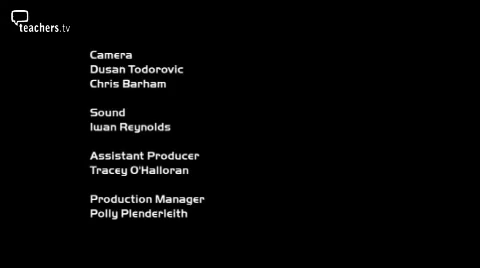 teachers.tv
Camera
Dusan Todorovic
Chris Barham
Sound
Iwan Reynolds
Assistant Producer
Tracey O'Halloran
Production Manager
Polly Plenderleith